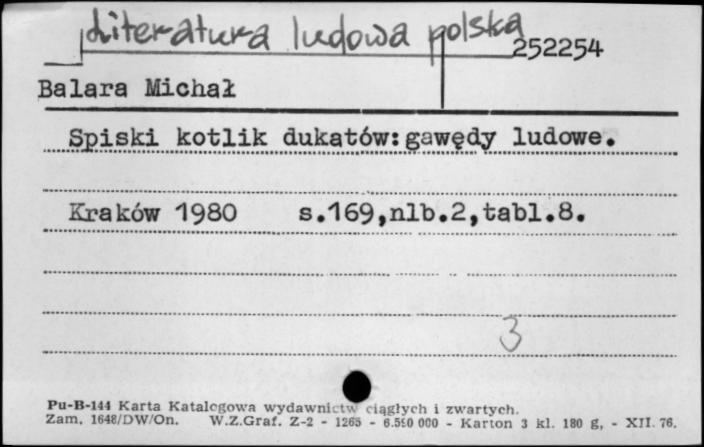 Literatura ludowa polska
252254
Balara Michał
Spiski kotlik dukatów:gawędy ludowe.
Kraków 1980 s.169,nlb.2,tabl.8.
3
Pu-B-144 Karta Katalogowa wydawnictw ciągłych i zwartych.
Zam. 1648/DW/On. W.Z.Graf. Z-2 - 1265 - 6.550 000 - Karton 3 kl. 180 g, - XII. 76.